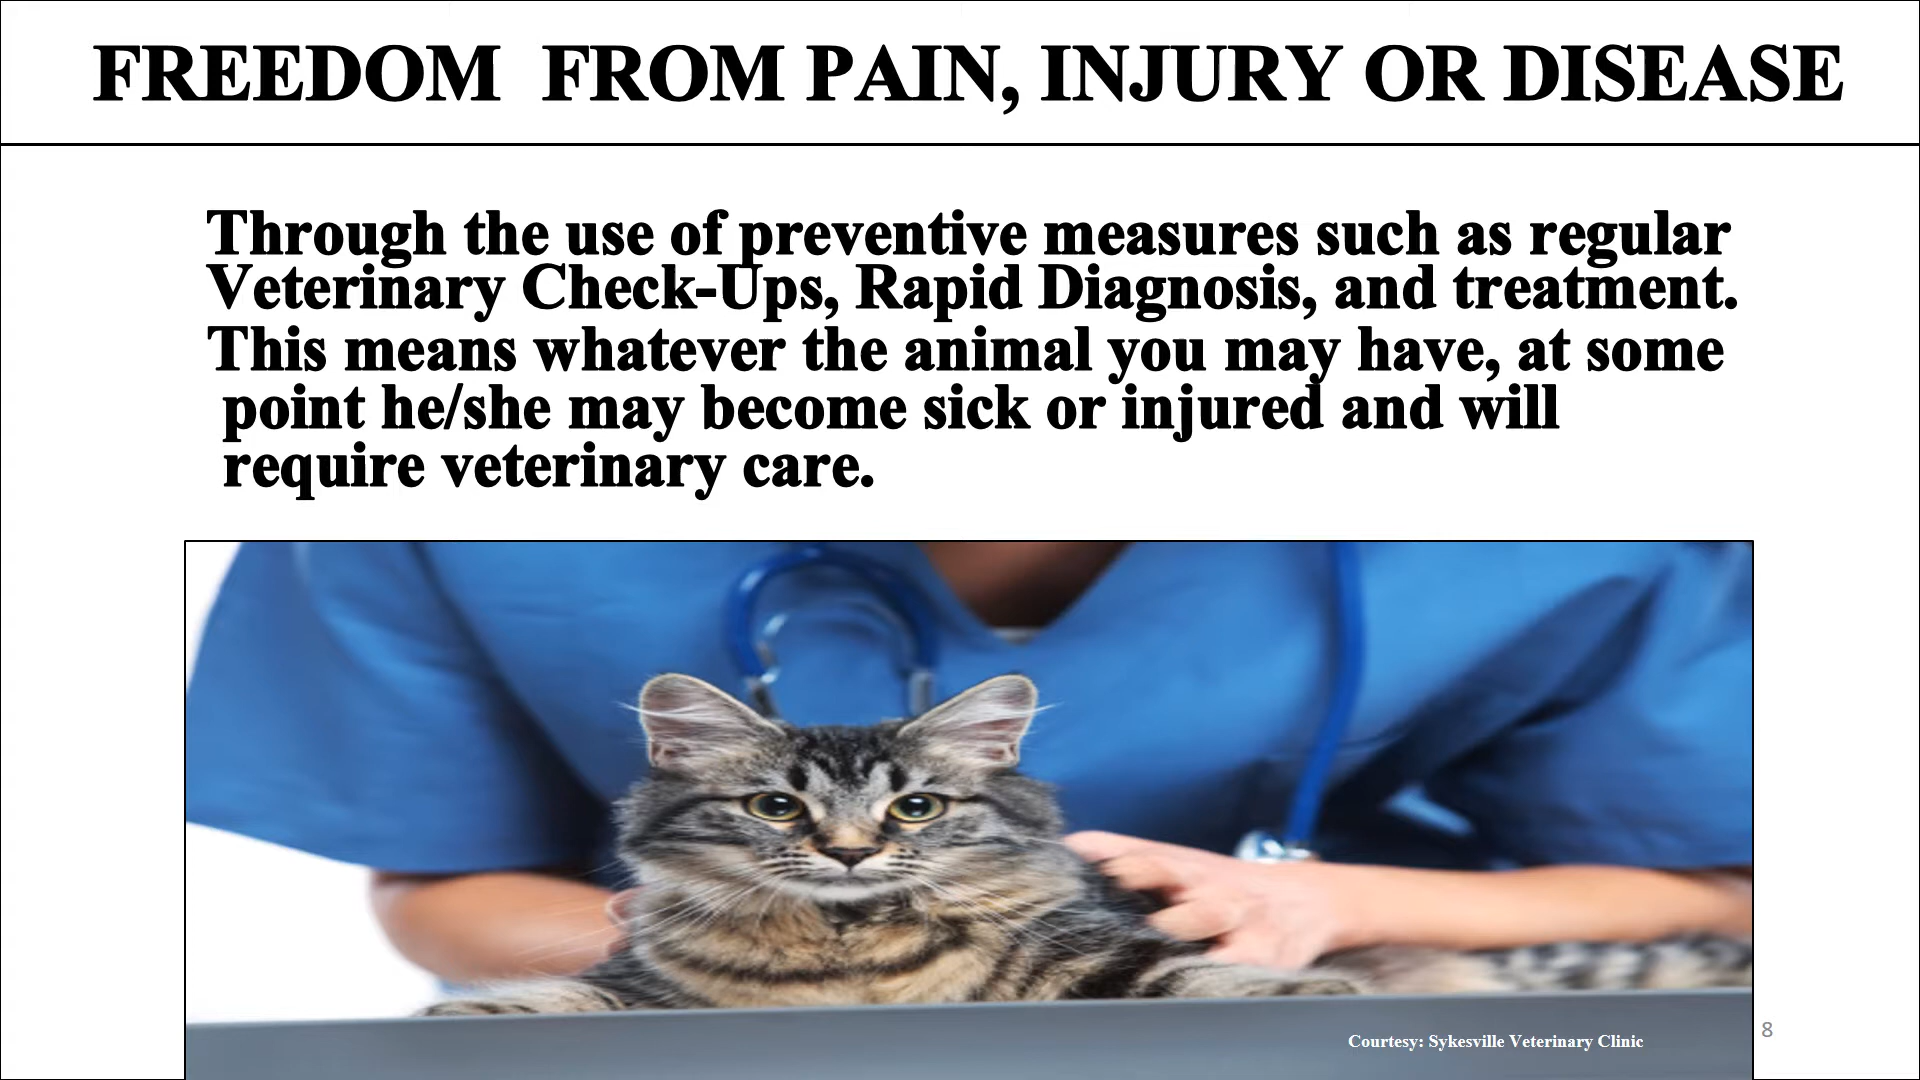 FREEDOM  FROM PAIN, INJURY OR DISEASE
Through the use of preventive measures such as regular
Veterinary Check-Ups, Rapid Diagnosis, and treatment.
This means whatever the animal you may have, at some
point he/she may become sick or injured and will
require veterinary care.
Courtesy: Sykesville Veterinary Clinic
8